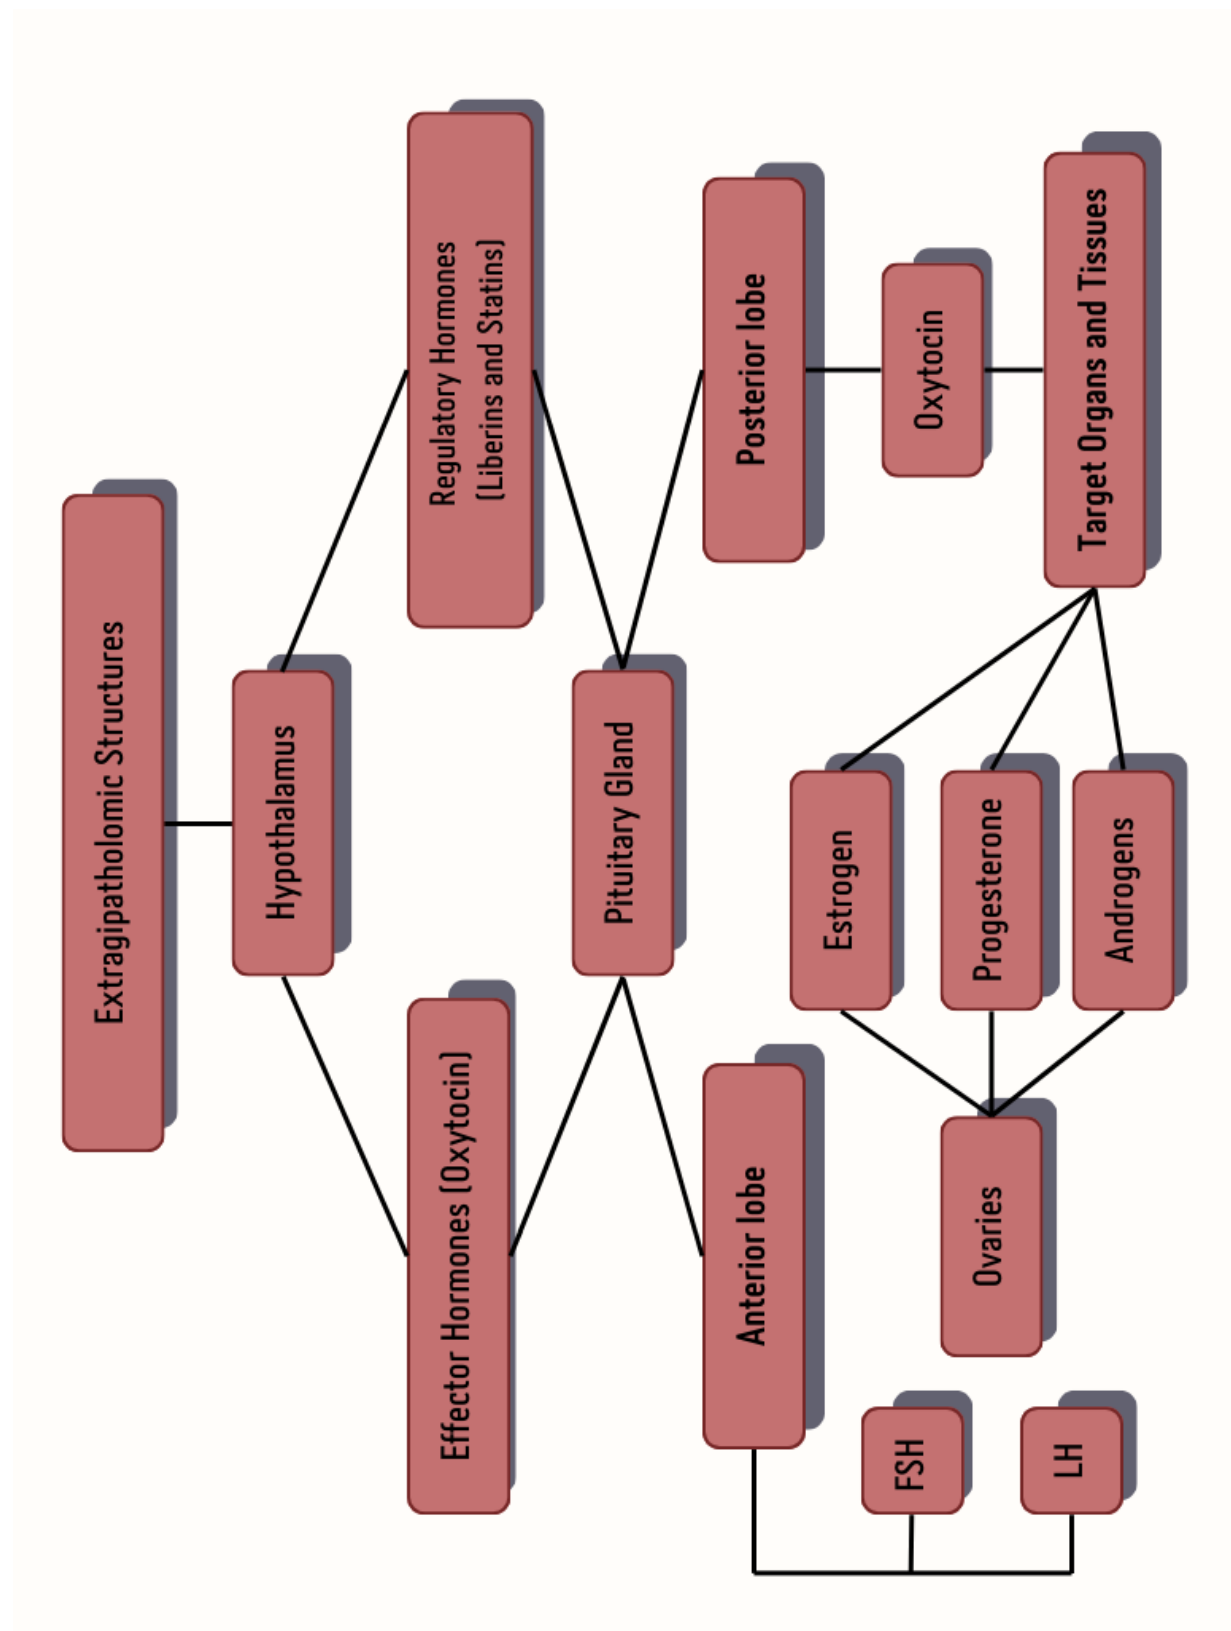 Extragipatholomic Structures
Hypothalamus
Effector Hormones (Oxytocin)
Regulatory Hormones
(Liberins and Statins)
Pituitary Gland
Anterior lobe
Posterior lobe
FSH
LH
Ovaries
Estrogen
Progesterone
Androgens
Oxytocin
Target Organs and Tissues